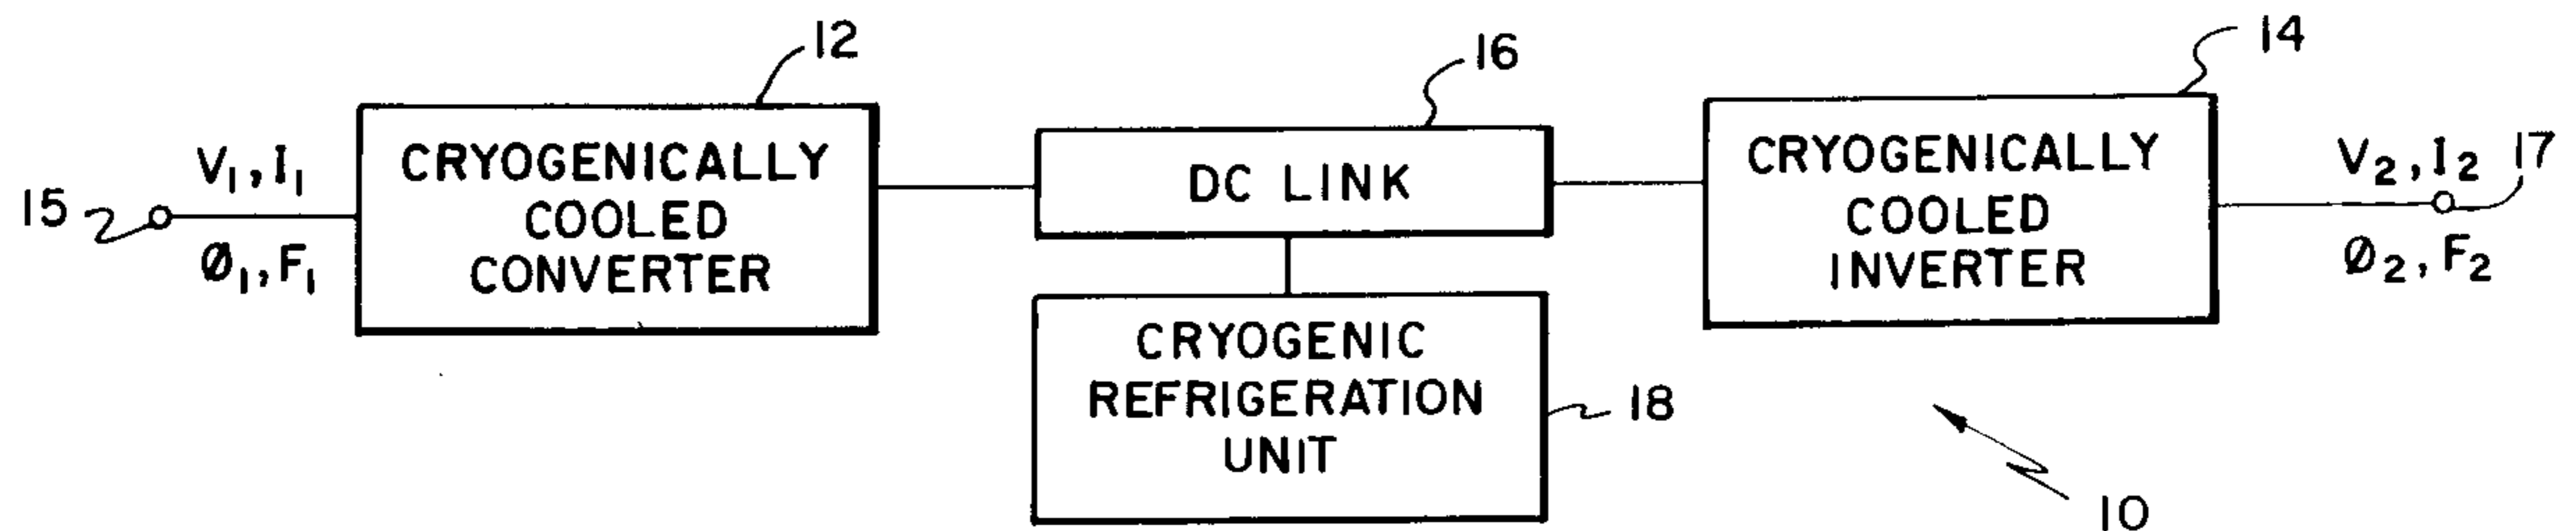 12
16
14
15
V₁, I₁
Ø₁, F₁
CRYOGENICALLY
COOLED
CONVERTER
DC LINK
CRYOGENICALLY
COOLED
INVERTER
V₂, I₂
Ø₂, F₂
17
CRYOGENIC
REFRIGERATION
UNIT
18
10